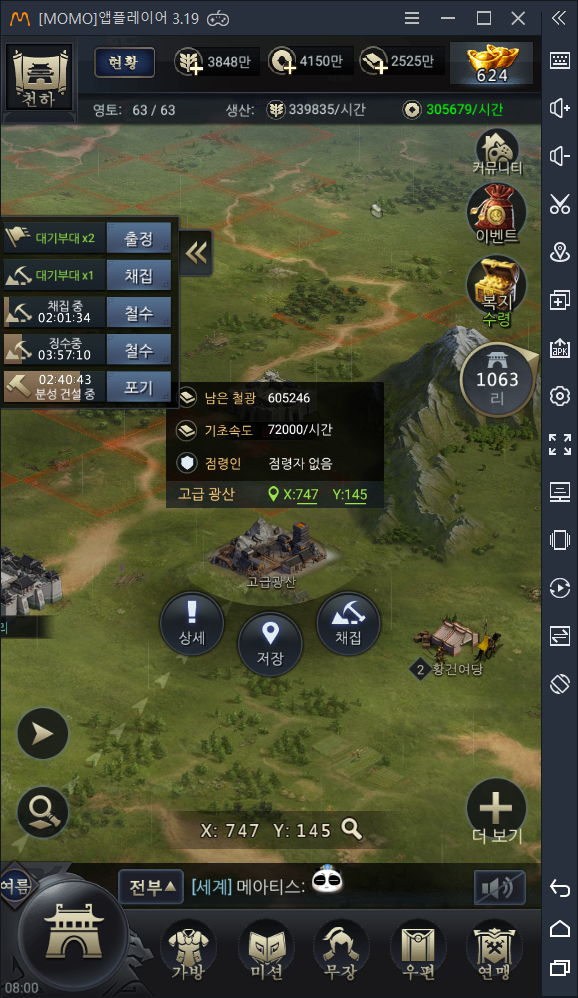 [MOMO]앱플레이어 3.19
천하
현황
3848만
4150만
2525만
624
영토: 63 / 63
생산:
339835/시간
305679/시간
커뮤니티
이벤트
복지
수령
1063
리
대기부대 x2
출정
대기부대 x1
채집
채집 중
02:01:34
철수
징수중
03:57:10
철수
02:40:43
분성 건설 중
포기
남은 철광 605246
기초속도 72000/시간
점령인 점령자 없음
고급 광산 X:747 Y:145
고급광산
상세
저장
채집
리
2 황건여당
X: 747 Y: 145
더 보기
여름
전부
[세계] 메아티스:
가방
미션
무장
우편
연맹
08:00
APK